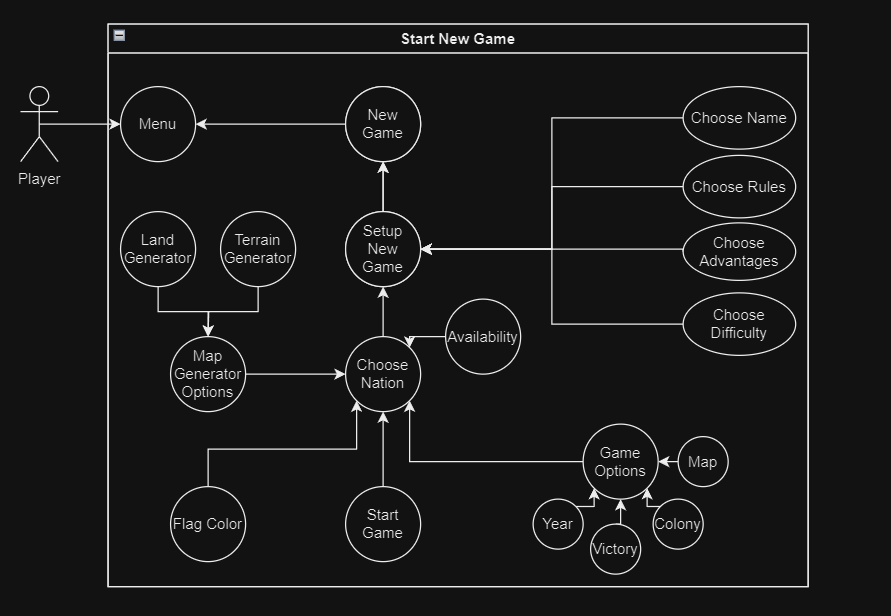 Start New Game
Menu
New
Game
Choose Name
Player
Choose Rules
Land
Generator
Terrain
Generator
Setup
New
Game
Choose
Advantages
Choose
Difficulty
Availability
Map
Generator
Options
Choose
Nation
Game
Options
Map
Flag Color
Start
Game
Year
Victory
Colony